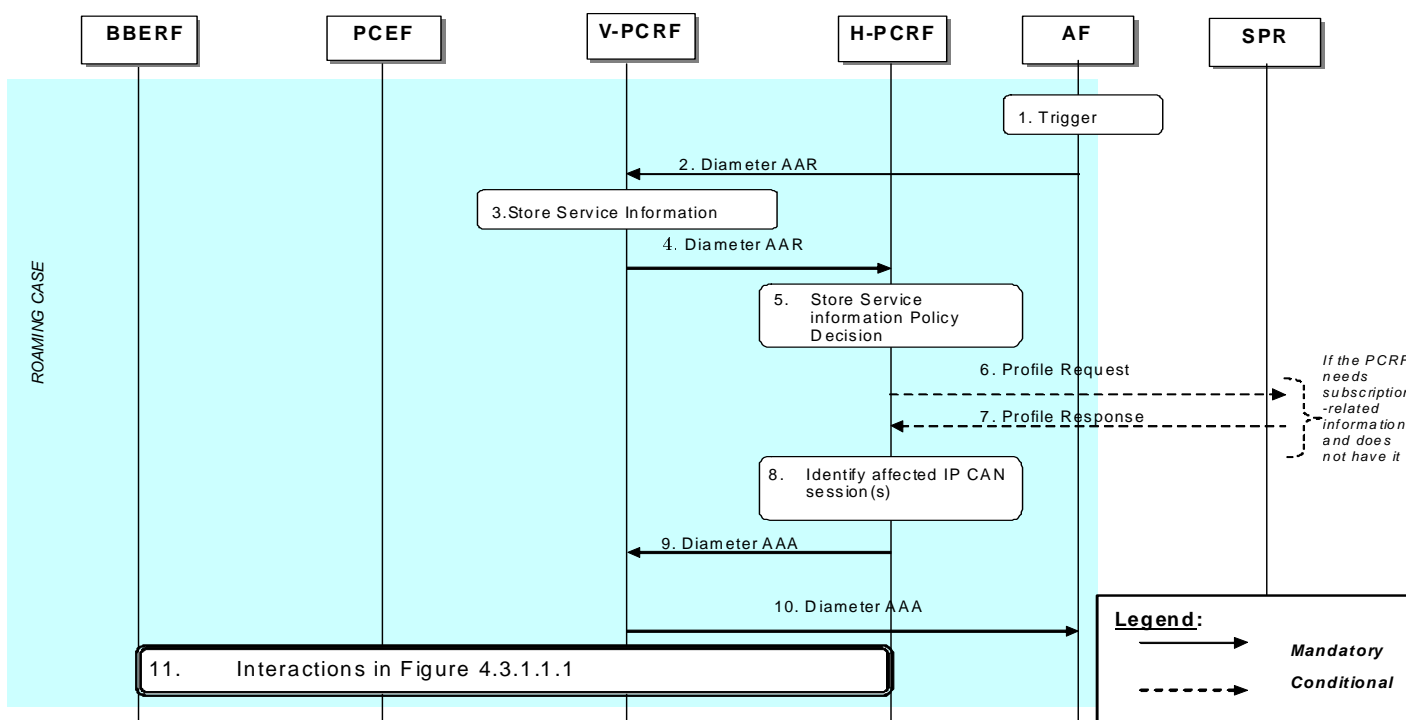 BBERF
PCEF
V-PCRF
H-PCRF
AF
SPR
1. Trigger
2. Diameter AAR
3.Store Service Information
4. Diameter AAR
ROAMING CASE
5. Store Service
information Policy
Decision
6. Profile Request
If the PCRF
needs
subscription
-related
information
and does
not have it
7. Profile Response
8. Identify affected IP CAN
session(s)
9. Diameter AAA
10. Diameter AAA
11. Interactions in Figure 4.3.1.1.1
Legend:
Mandatory
Conditional